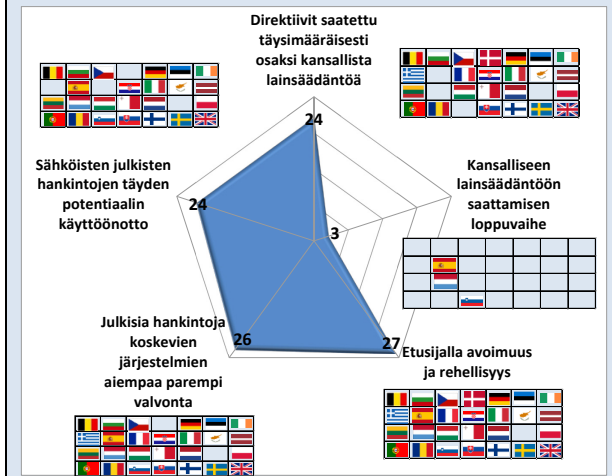 Direktiivit saatettu
täysimääräisesti
osaksi kansallista
lainsäädäntöä
24
Sähköisten julkisten
hankintojen täyden
potentiaalin
käyttöönotto
24
Kansalliseen
lainsäädäntöön
saattamisen
loppuvaihe
3
Julkisia hankintoja
koskevien
järjestelmien
aiempaa parempi
valvonta
26
27
Etusijalla avoimuus
ja rehellisyys